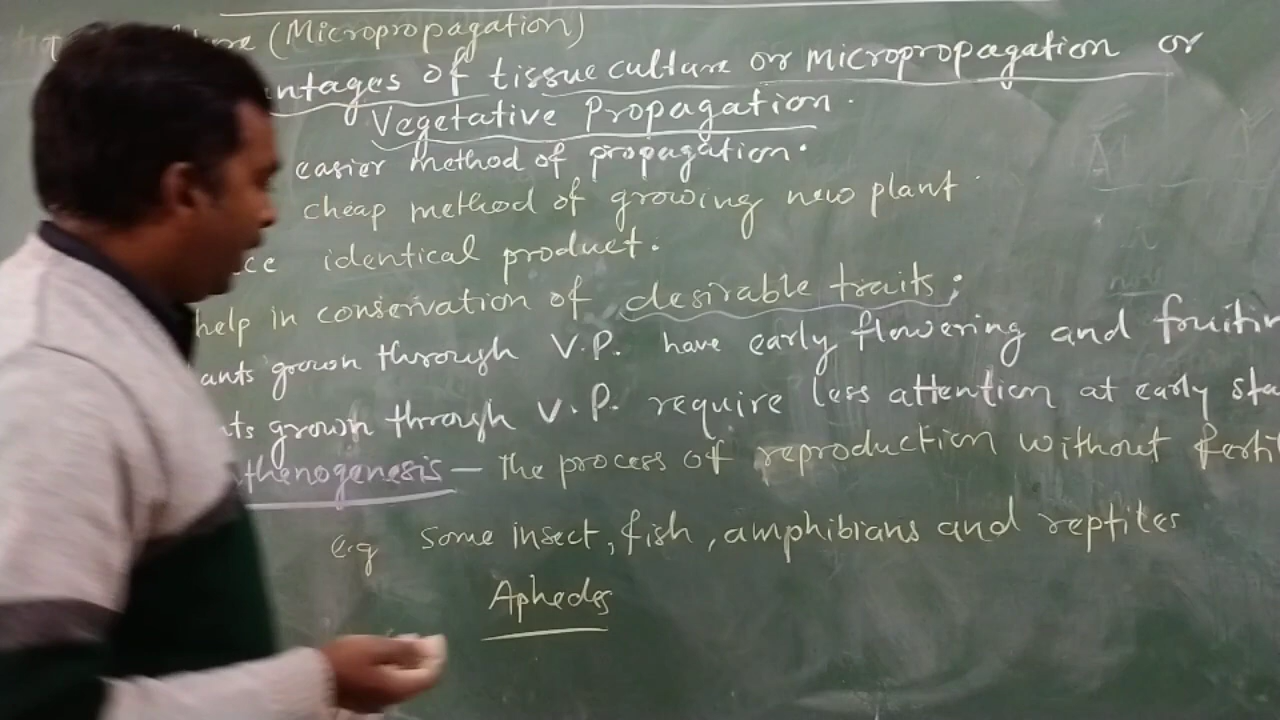 (Micropropagation)
ntages of tissue culture or Micropropagation or
Vegetative Propagation.
easier method of propagation.
cheap method of growing new plant
ce identical product.
help in conservation of desirable traits.
ants grown through V.P. have early flowering and fruitin
nts grown through V.P. require less attention at early sta
thenogenesis – The process of reproduction without ferti
e.g some insect, fish, amphibians and reptiles
Aphedes